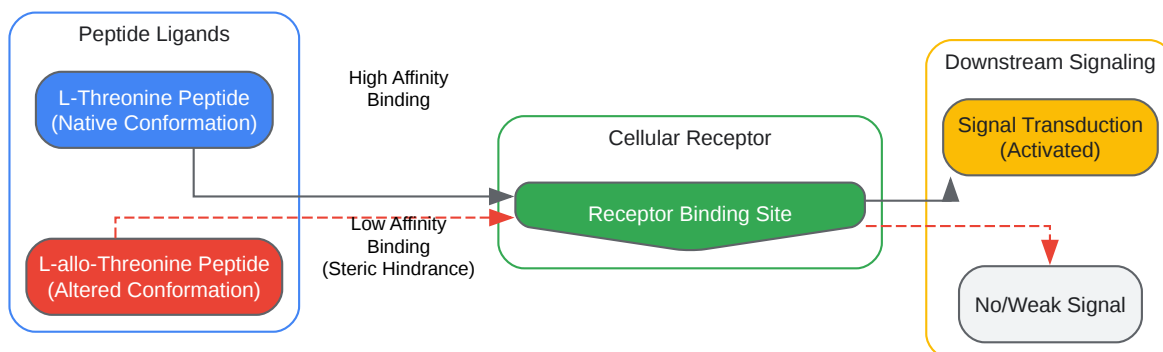 Peptide Ligands
L-Threonine Peptide
(Native Conformation)
L-allo-Threonine Peptide
(Altered Conformation)
High Affinity
Binding
Low Affinity
Binding
(Steric Hindrance)
Cellular Receptor
Receptor Binding Site
Downstream Signaling
Signal Transduction
(Activated)
No/Weak Signal